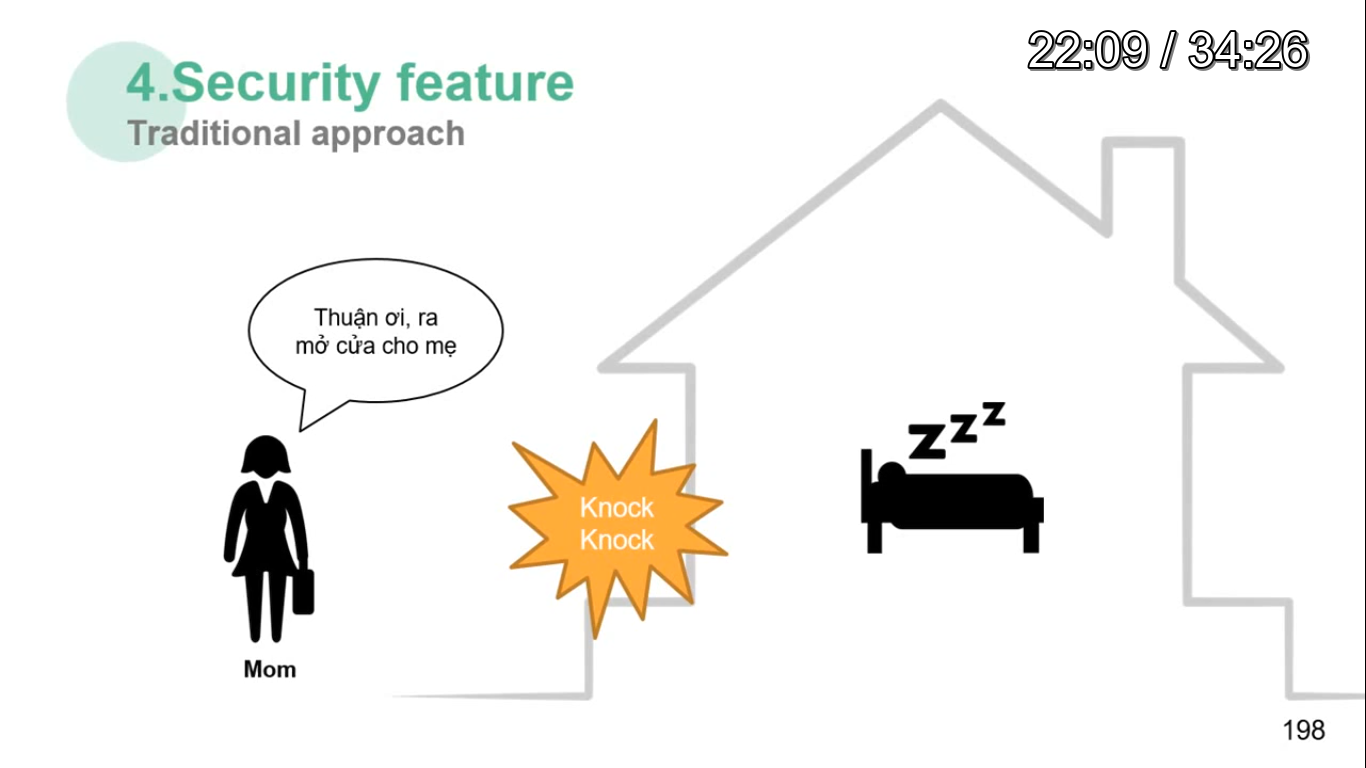 22:09 / 34:26
4.Security feature
Traditional approach
Thuận ơi, ra
mở cửa cho mẹ
z z z
Knock
Knock
Mom
198